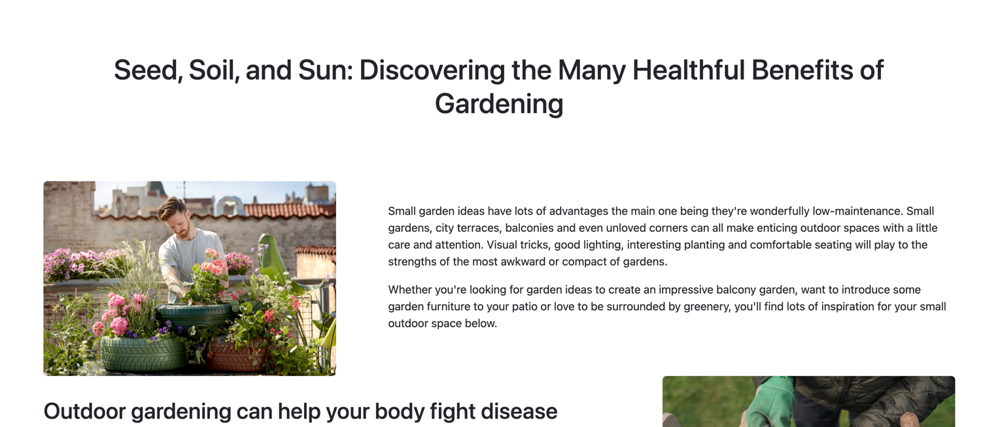 Seed, Soil, and Sun: Discovering the Many Healthful Benefits of
Gardening
Small garden ideas have lots of advantages the main one being they're wonderfully low-maintenance. Small
gardens, city terraces, balconies and even unloved corners can all make enticing outdoor spaces with a little
care and attention. Visual tricks, good lighting, interesting planting and comfortable seating will play to the
strengths of the most awkward or compact of gardens.
Whether you're looking for garden ideas to create an impressive balcony garden, want to introduce some
garden furniture to your patio or love to be surrounded by greenery, you'll find lots of inspiration for your small
outdoor space below.
Outdoor gardening can help your body fight disease